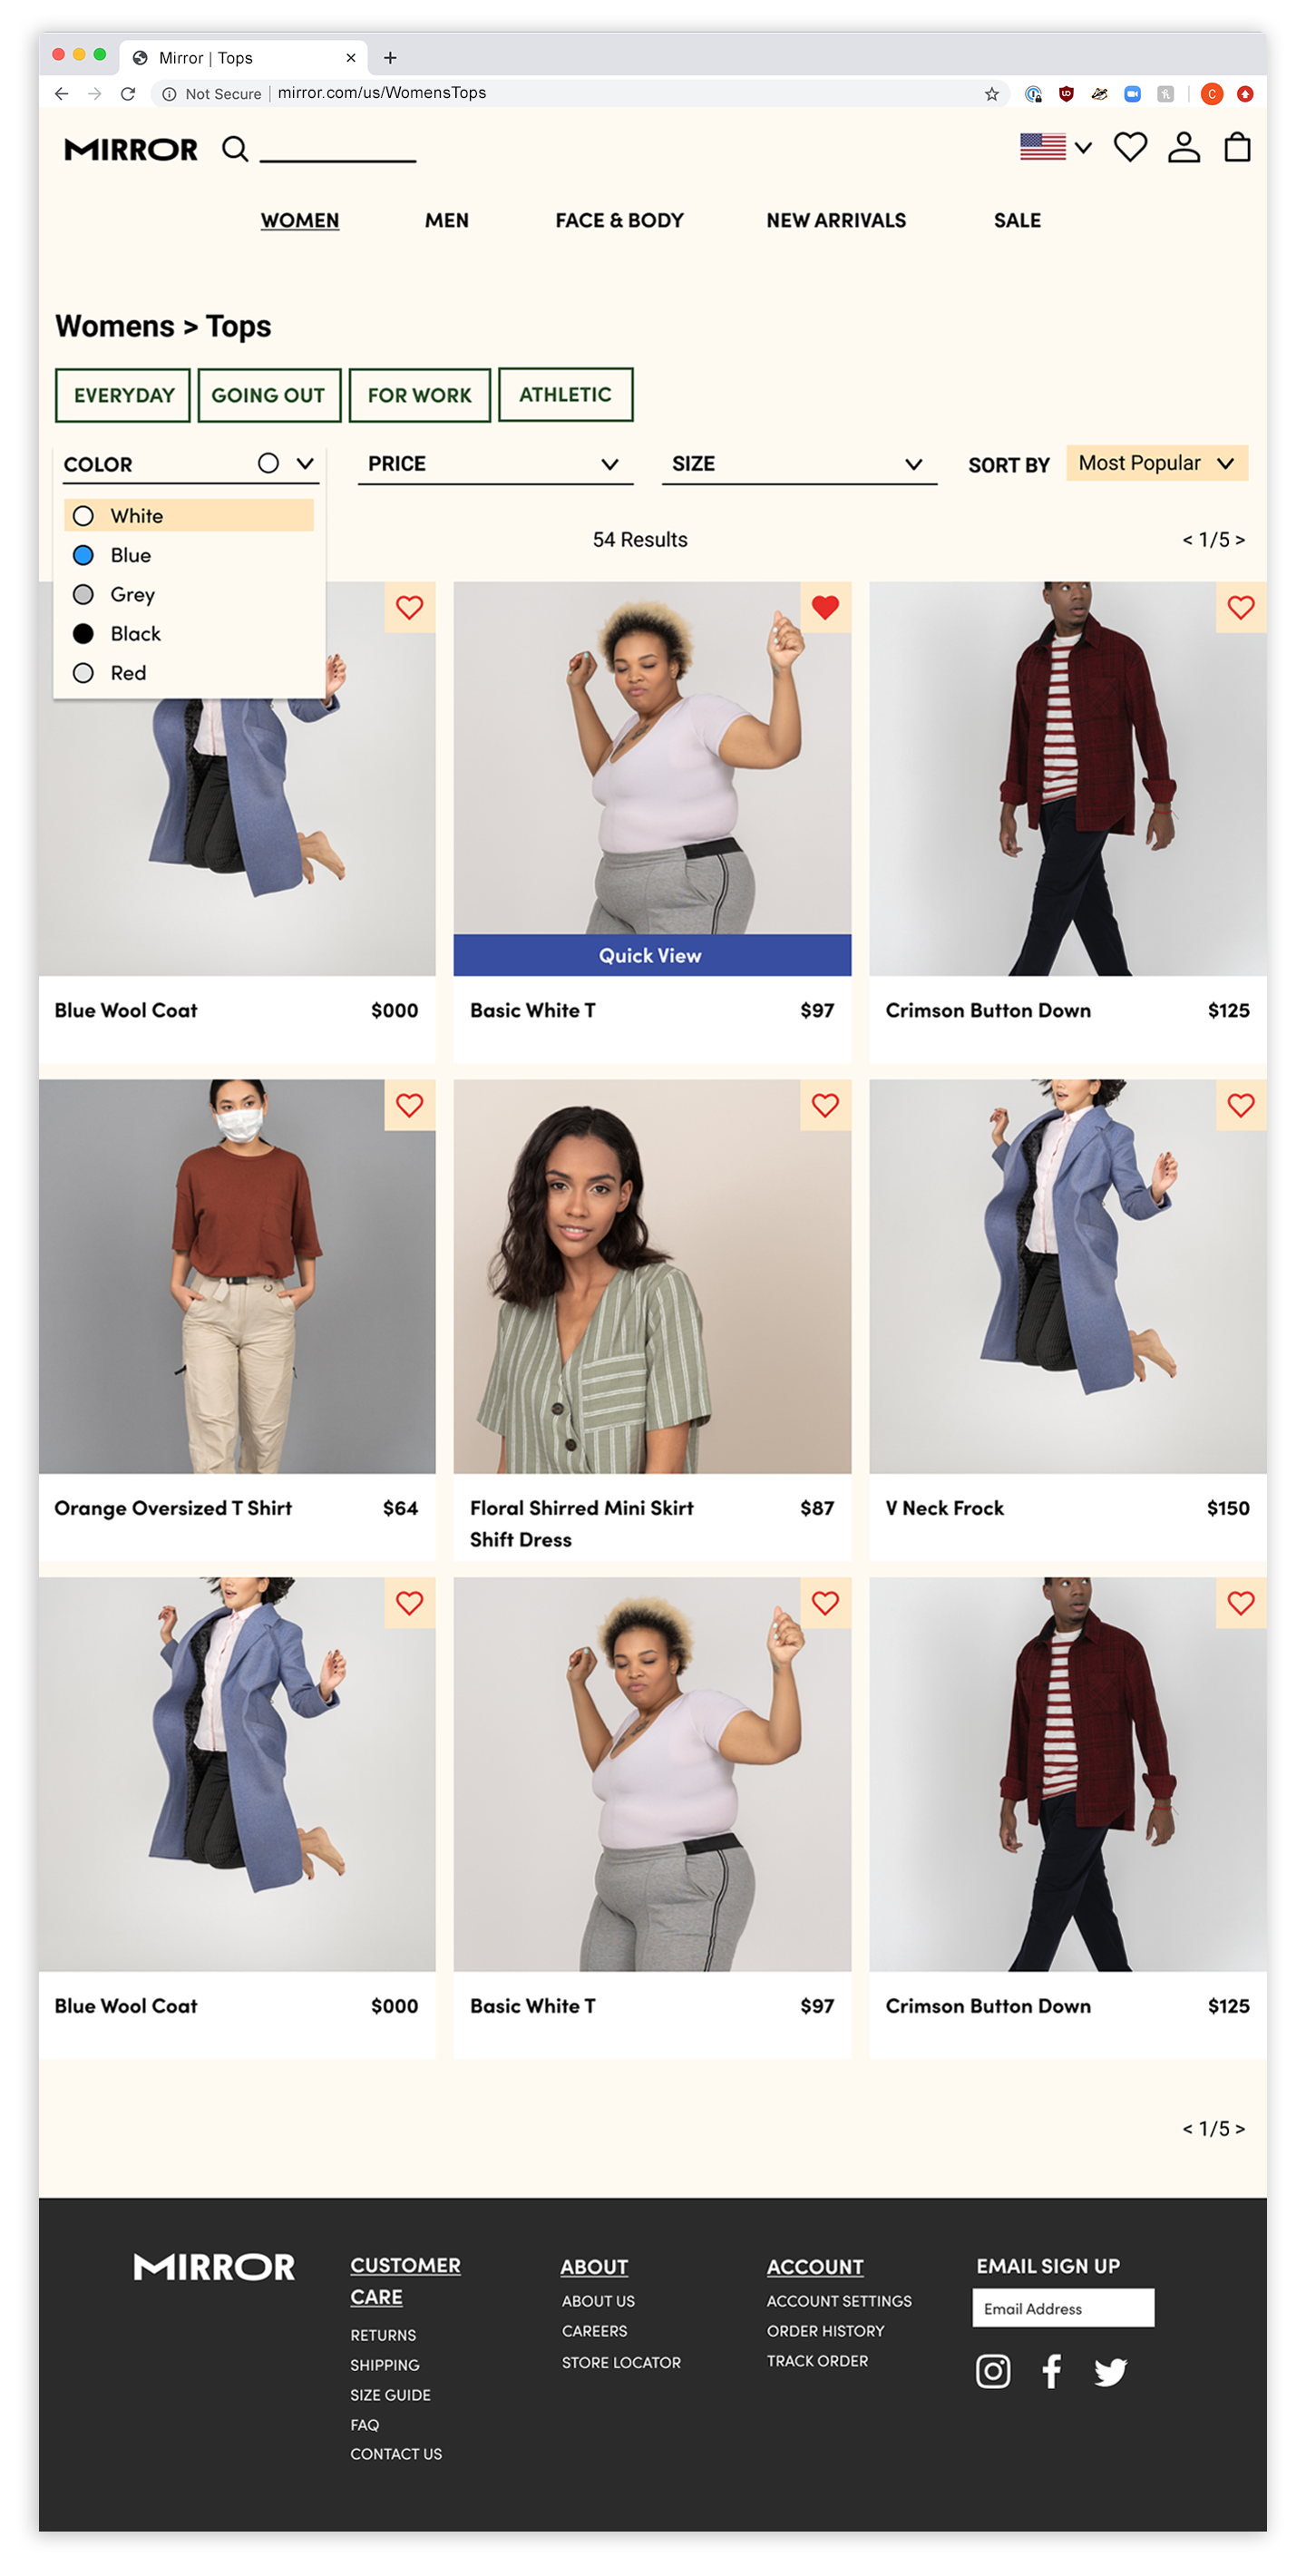 Mirror | Tops
Not Secure | mirror.com/us/WomensTops
MIRROR
WOMEN MEN FACE & BODY NEW ARRIVALS SALE
Womens > Tops
EVERYDAY GOING OUT FOR WORK ATHLETIC
COLOR PRICE SIZE SORT BY Most Popular
White
Blue
Grey
Black
Red
54 Results < 1/5 >
Quick View
Blue Wool Coat $000 Basic White T $97 Crimson Button Down $125
Orange Oversized T Shirt $64 Floral Shirred Mini Skirt $87 V Neck Frock $150
Shift Dress
Blue Wool Coat $000 Basic White T $97 Crimson Button Down $125
< 1/5 >
MIRROR
CUSTOMER
CARE
RETURNS
SHIPPING
SIZE GUIDE
FAQ
CONTACT US
ABOUT
ABOUT US
CAREERS
STORE LOCATOR
ACCOUNT
ACCOUNT SETTINGS
ORDER HISTORY
TRACK ORDER
EMAIL SIGN UP
Email Address